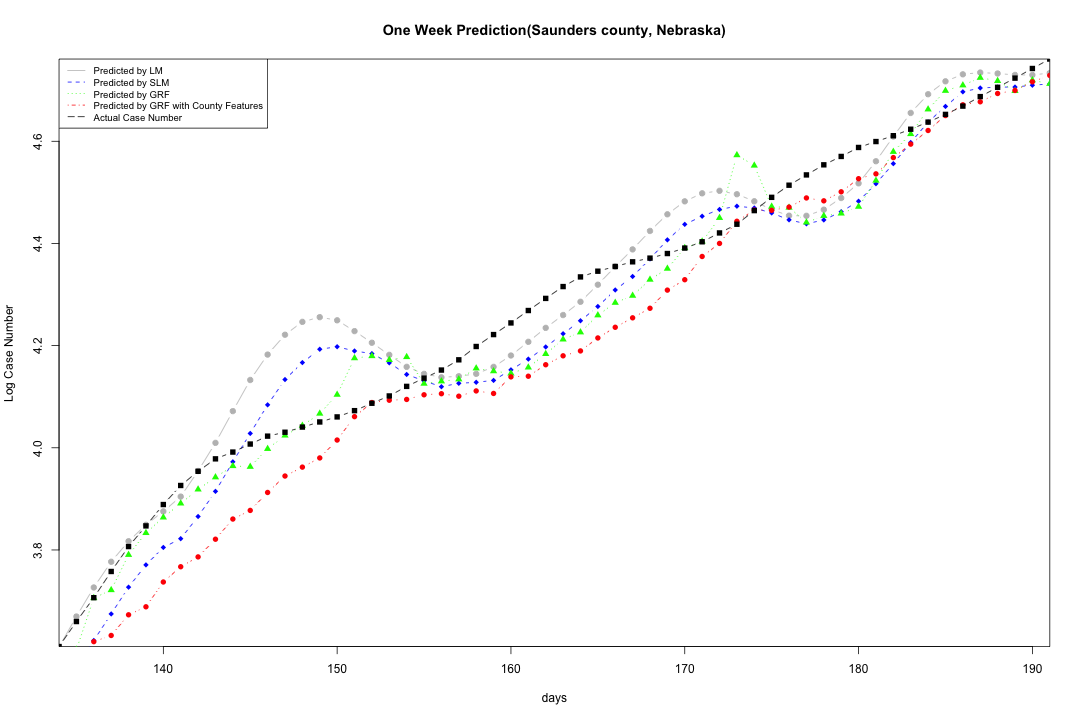 One Week Prediction(Saunders county, Nebraska)
Predicted by LM
Predicted by SLM
Predicted by GRF
Predicted by GRF with County Features
Actual Case Number
4.6
4.4
4.2
4.0
3.8
Log Case Number
140 150 160 170 180 190
days